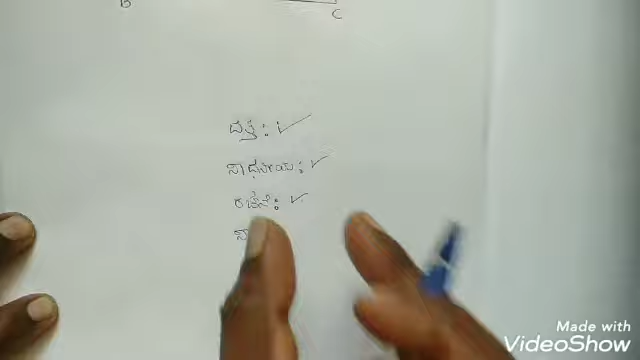 B
C
ದತ್ತ : ✓
ಸಾಧನೀಯ : ✓
ರಚನೆ : ✓
ಸಾ
Made with
VideoShow